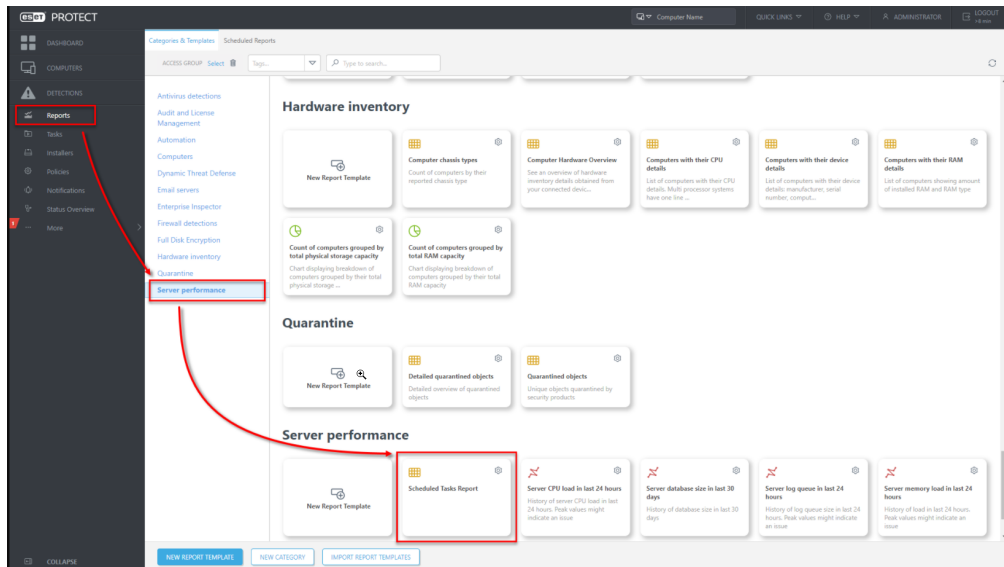 eset PROTECT
Computer Name
QUICK LINKS
HELP
ADMINISTRATOR
LOGOUT
>8 min
DASHBOARD
COMPUTERS
DETECTIONS
Reports
Tasks
Installers
Policies
Notifications
Status Overview
More
COLLAPSE
Categories & Templates
Scheduled Reports
ACCESS GROUP Select
Tags...
Type to search...
Antivirus detections
Audit and License
Management
Automation
Computers
Dynamic Threat Defense
Email servers
Enterprise Inspector
Firewall detections
Full Disk Encryption
Hardware inventory
Quarantine
Server performance
Hardware inventory
New Report Template
Computer chassis types
Count of computers by their
reported chassis type
Computer Hardware Overview
See an overview of hardware
inventory details obtained from
your connected devic...
Computers with their CPU
details
List of computers with their CPU
details. Multi processor systems
have one line ...
Computers with their device
details
List of computers with their device
details: manufacturer, serial
number, comput...
Computers with their RAM
details
List of computers showing amount
of installed RAM and RAM type
Count of computers grouped by
total physical storage capacity
Chart displaying breakdown of
computers grouped by their total
physical storage ...
Count of computers grouped by
total RAM capacity
Chart displaying breakdown of
computers grouped by their total
RAM capacity
Quarantine
New Report Template
Detailed quarantined objects
Detailed overview of quarantined
objects
Quarantined objects
Unique objects quarantined by
security products
Server performance
New Report Template
Scheduled Tasks Report
Server CPU load in last 24 hours
History of server CPU load in last
24 hours. Peak values might
indicate an issue
Server database size in last 30
days
History of database size in last 30
days
Server log queue in last 24
hours
History of log queue size in last 24
hours. Peak values might indicate
an issue
Server memory load in last 24
hours
History of load in last 24 hours.
Peak values might indicate an
issue
NEW REPORT TEMPLATE
NEW CATEGORY
IMPORT REPORT TEMPLATES